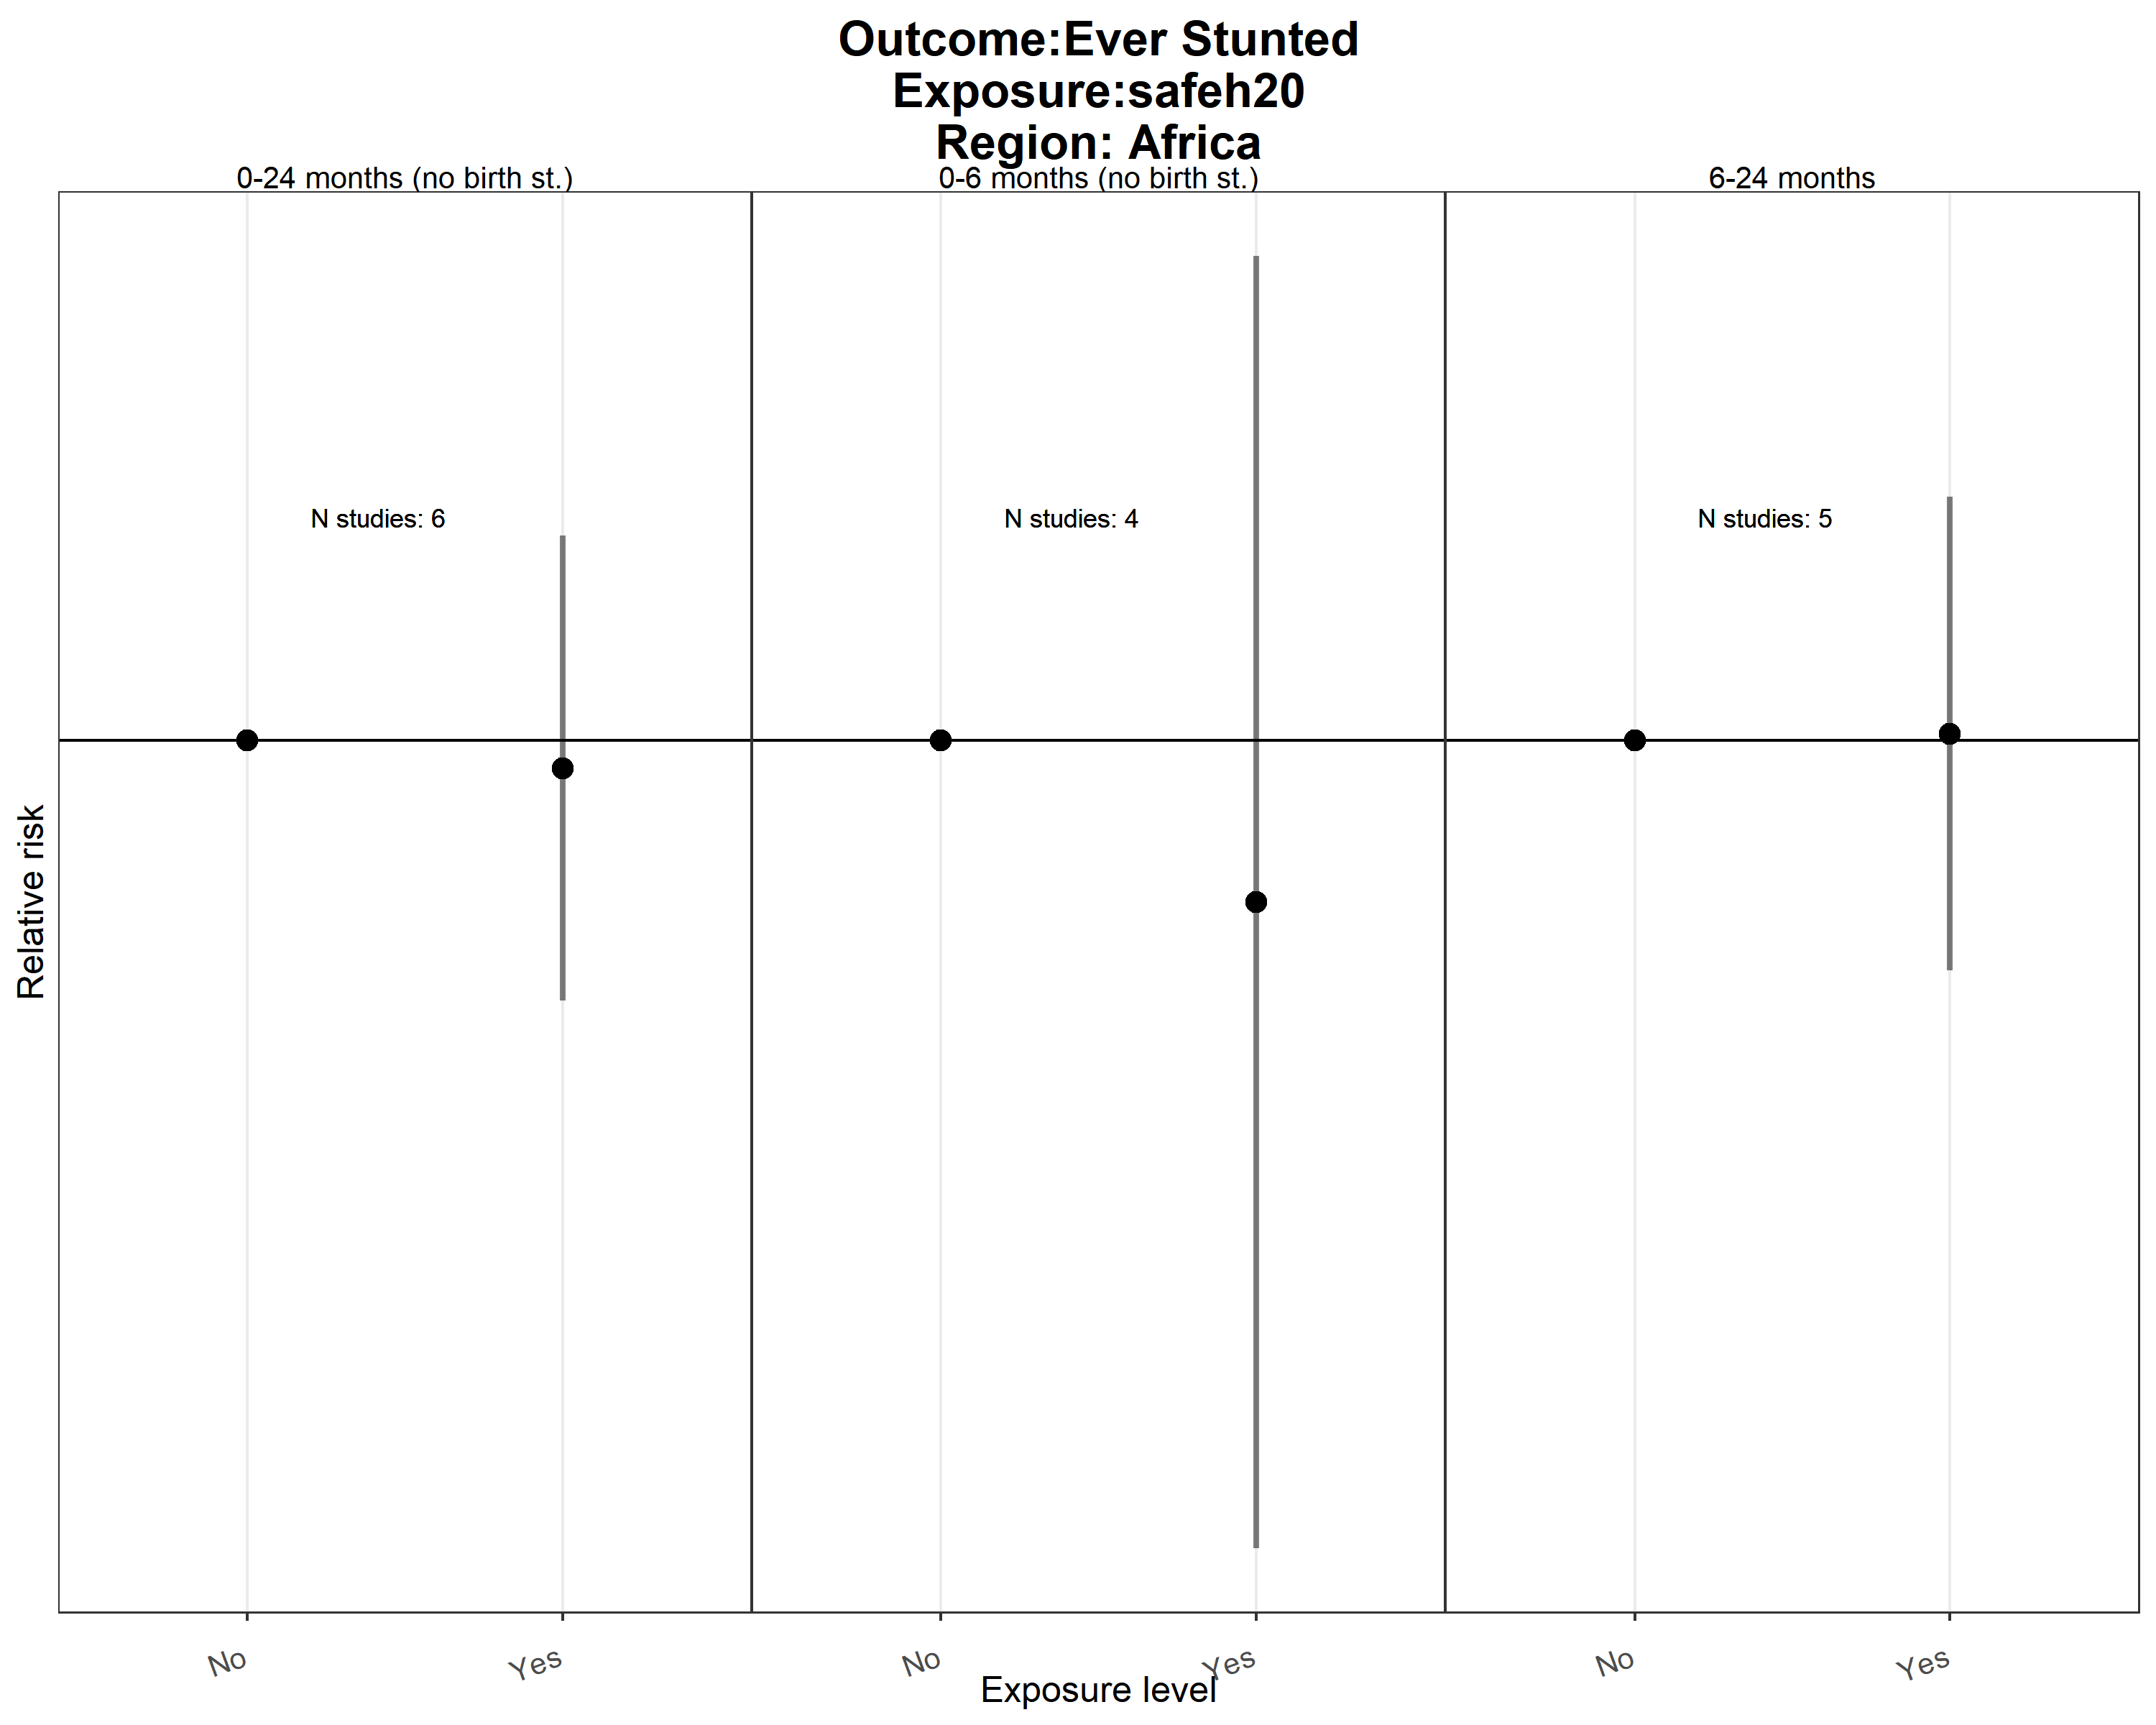 Outcome:Ever Stunted
Exposure:safeh20
Region: Africa
0-24 months (no birth st.)
0-6 months (no birth st.)
6-24 months
N studies: 6
N studies: 4
N studies: 5
Relative risk
No
Yes
No
Yes
No
Yes
Exposure level